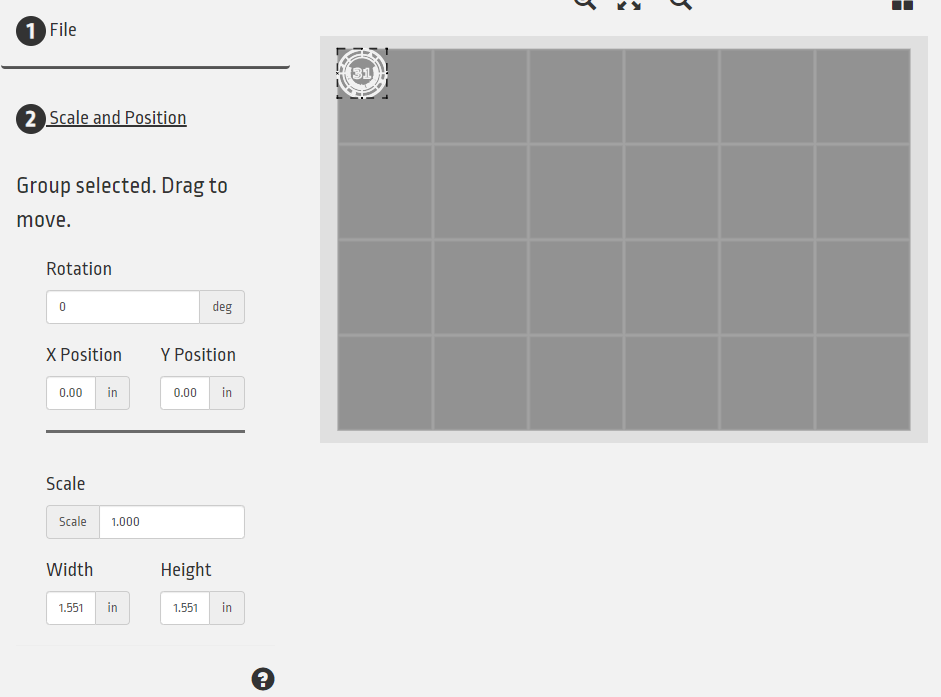 1 File
2 Scale and Position
Group selected. Drag to
move.
Rotation
0 deg
X Position Y Position
0.00 in 0.00 in
Scale
Scale 1.000
Width Height
1.551 in 1.551 in
?
31